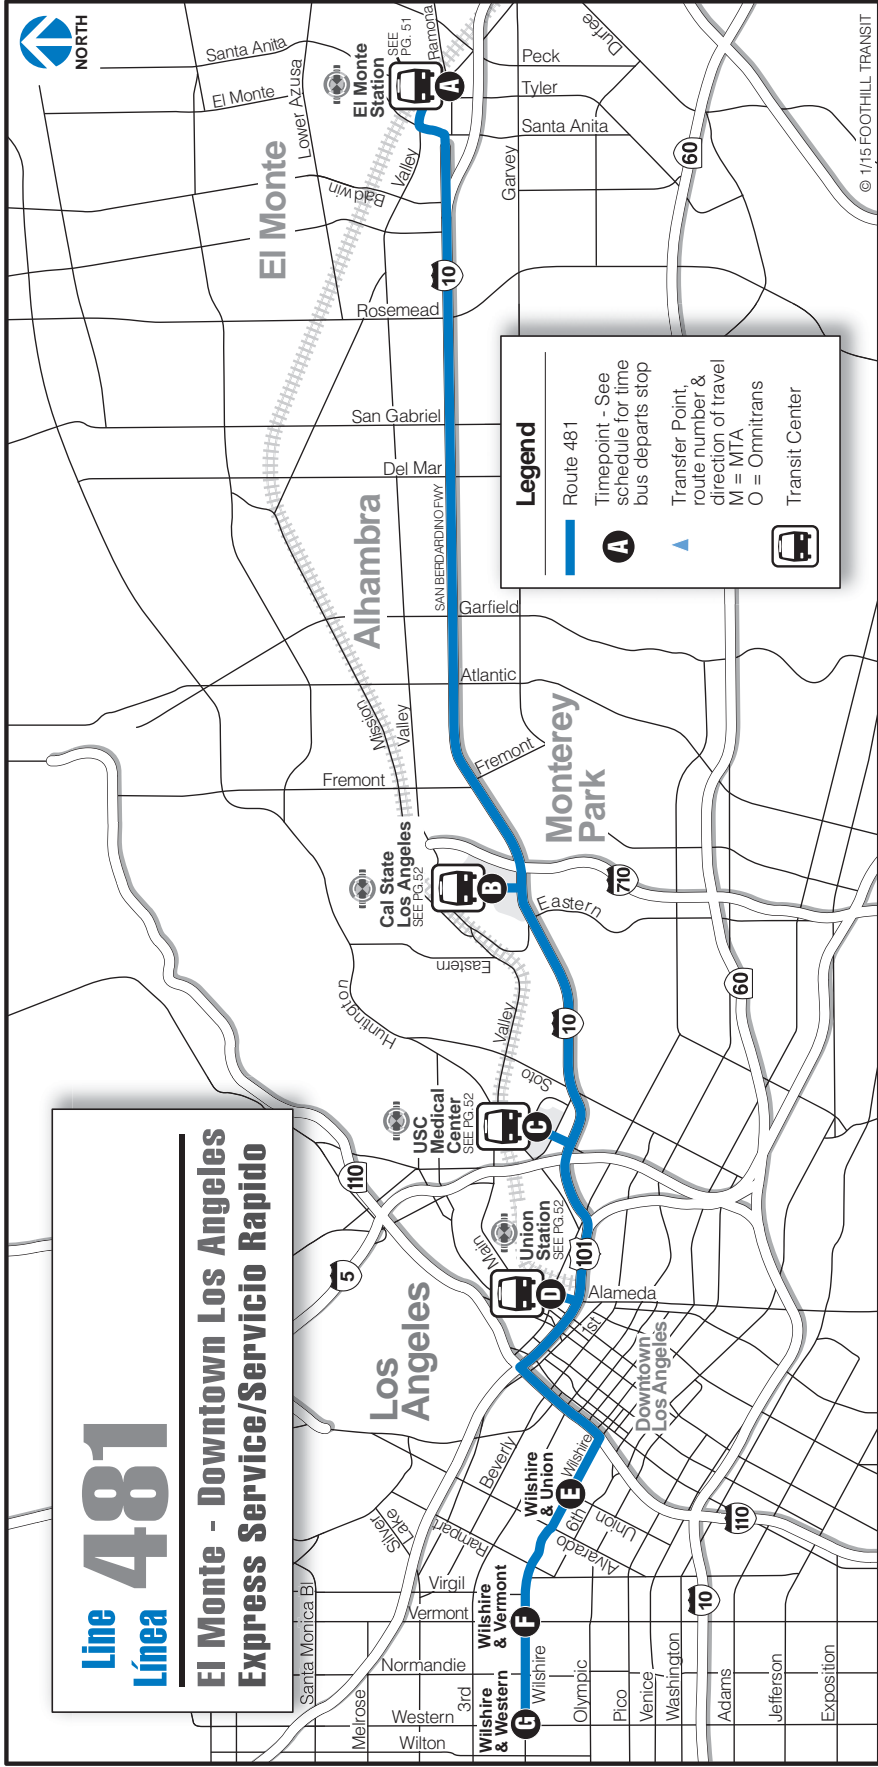 Line
Línea
481
El Monte - Downtown Los Angeles
Express Service/Servicio Rapido
NORTH
Santa Anita
El Monte
Lower Azusa
El Monte
Station
SEE
PG. 51
Ramona
A
Valley
Baldwin
El Monte
Peck
Tyler
Santa Anita
Garvey
Durfee
60
10
Rosemead
San Gabriel
Del Mar
SAN BERDARDINO FWY
Alhambra
Garfield
Atlantic
Mission
Valley
Fremont
Fremont
Monterey
Park
Cal State
Los Angeles
SEE PG.52
B
710
Eastern
Eastern
Huntington
Valley
10
60
Soto
USC
Medical
Center
SEE PG.52
C
110
5
Main
Union
Station
SEE PG.52
D
101
Alameda
1st
Los
Angeles
Downtown
Los Angeles
Beverly
Wilshire
& Union
Wilshire
E
6th
Union
Alvarado
Silver
Lake
Rampart
110
10
Virgil
Vermont
Wilshire
& Vermont
F
Santa Monica Bl
Normandie
3rd
Melrose
Western
Wilton
Wilshire
& Western
G
Wilshire
Olympic
Pico
Venice
Washington
Adams
Jefferson
Exposition
Legend
Route 481
A
Timepoint - See
schedule for time
bus departs stop
Transfer Point,
route number &
direction of travel
M = MTA
O = Omnitrans
Transit Center
© 1/15 FOOTHILL TRANSIT